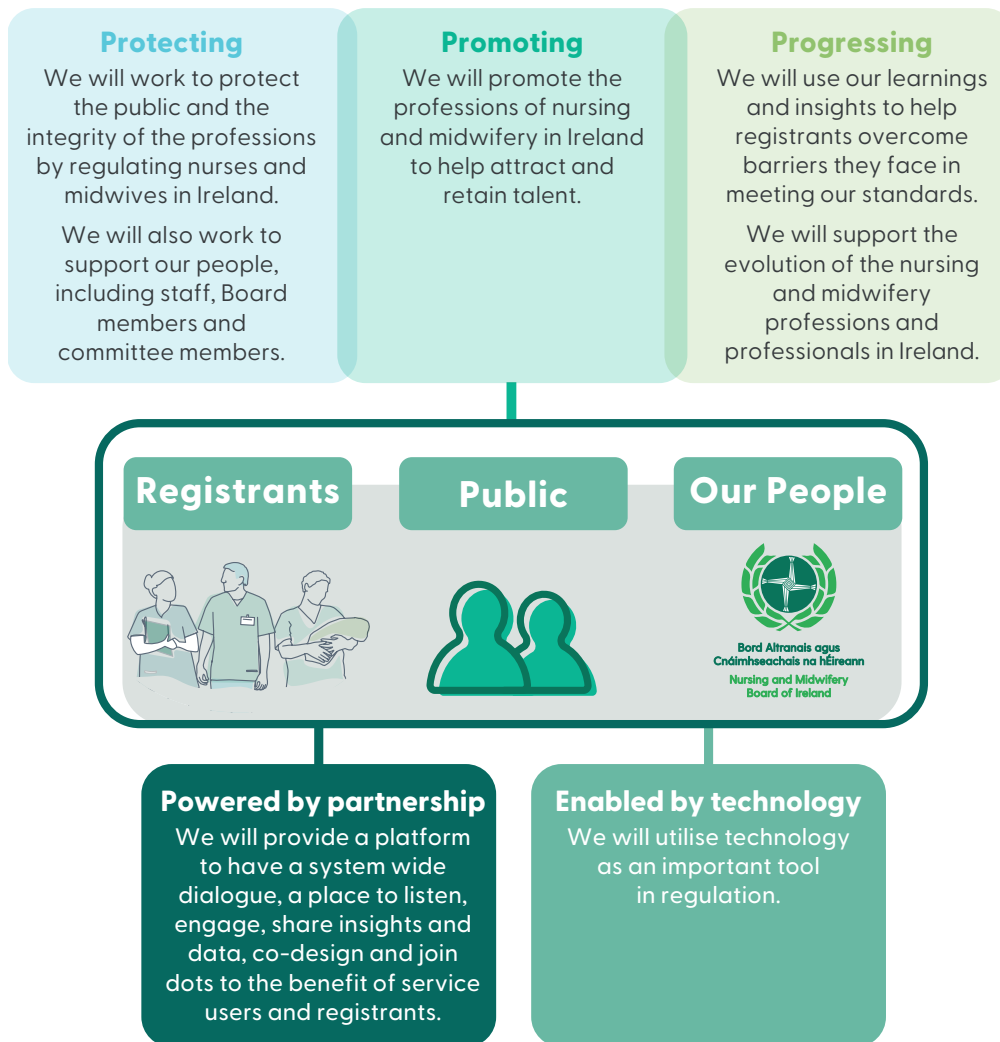 Protecting
We will work to protect
the public and the
integrity of the professions
by regulating nurses and
midwives in Ireland.
We will also work to
support our people,
including staff, Board
members and
committee members.
Promoting
We will promote the
professions of nursing
and midwifery in Ireland
to help attract and
retain talent.
Progressing
We will use our learnings
and insights to help
registrants overcome
barriers they face in
meeting our standards.
We will support the
evolution of the nursing
and midwifery
professions and
professionals in Ireland.
Registrants
Public
Our People
Bord Altranais agus
Cnáimhseachais na hÉireann
Nursing and Midwifery
Board of Ireland
Powered by partnership
We will provide a platform
to have a system wide
dialogue, a place to listen,
engage, share insights and
data, co-design and join
dots to the benefit of service
users and registrants.
Enabled by technology
We will utilise technology
as an important tool
in regulation.